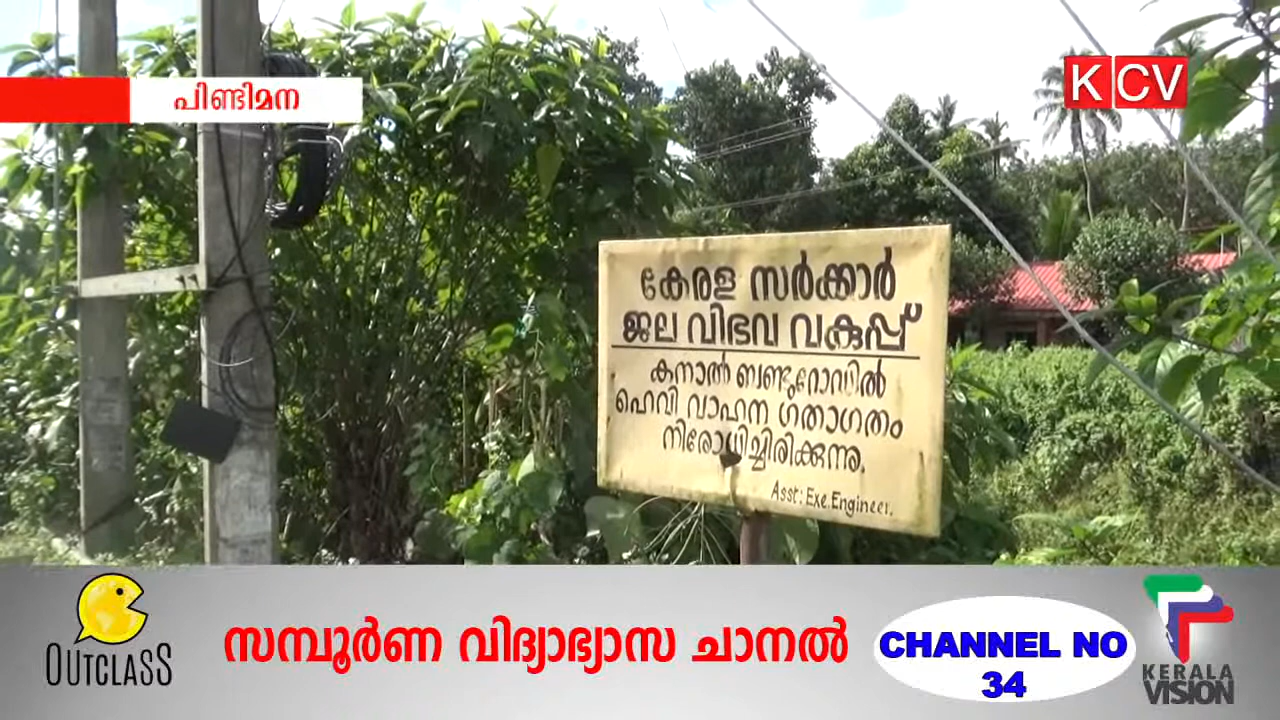 പിണ്ടിമന
KCV
കേരള സർക്കാർ
ജല വിഭവ വകുപ്പ്
കനാൽ ബണ്ടുറോഡിൽ
ഹെവി വാഹന ഗതാഗതം
നിരോധിച്ചിരിക്കുന്നു.
Asst: Exe. Engineer.
OUTCLASS
സമ്പൂർണ വിദ്യാഭ്യാസ ചാനൽ
CHANNEL NO
34
KERALA
VISION